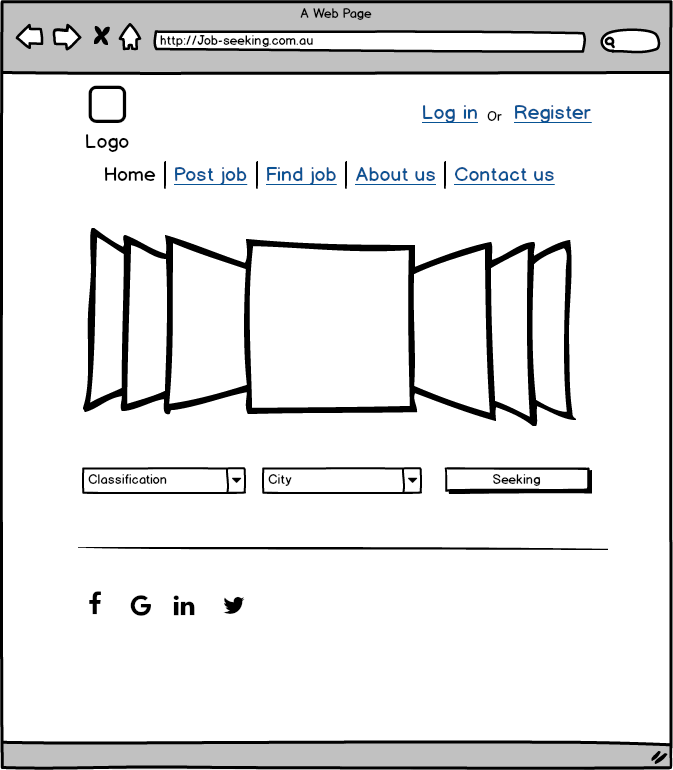 A Web Page
http://Job-seeking.com.au
Log in or Register
Logo
Home Post job Find job About us Contact us
Classification City Seeking